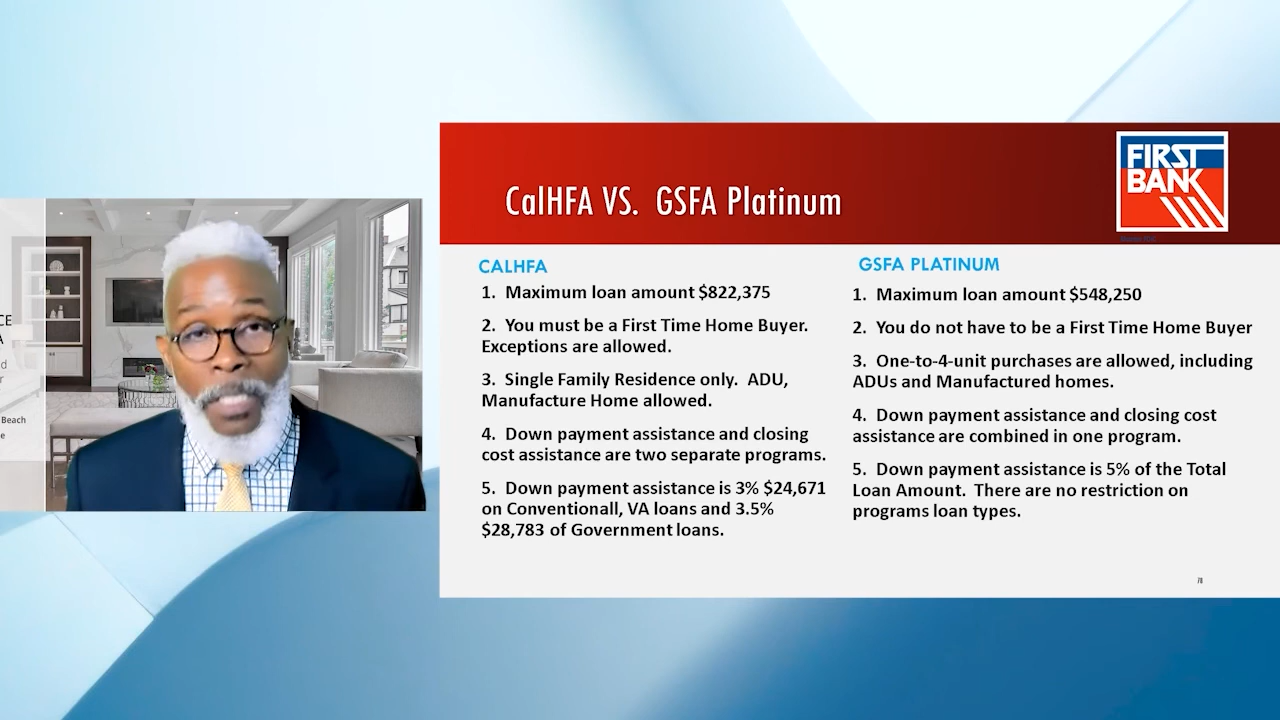 CalHFA VS. GSFA Platinum
FIRST
BANK
CE
A
d
r
Beach
e
CALHFA
1. Maximum loan amount $822,375
2. You must be a First Time Home Buyer.
Exceptions are allowed.
3. Single Family Residence only. ADU,
Manufacture Home allowed.
4. Down payment assistance and closing
cost assistance are two separate programs.
5. Down payment assistance is 3% $24,671
on Conventionall, VA loans and 3.5%
$28,783 of Government loans.
GSFA PLATINUM
1. Maximum loan amount $548,250
2. You do not have to be a First Time Home Buyer
3. One-to-4-unit purchases are allowed, including
ADUs and Manufactured homes.
4. Down payment assistance and closing cost
assistance are combined in one program.
5. Down payment assistance is 5% of the Total
Loan Amount. There are no restriction on
programs loan types.